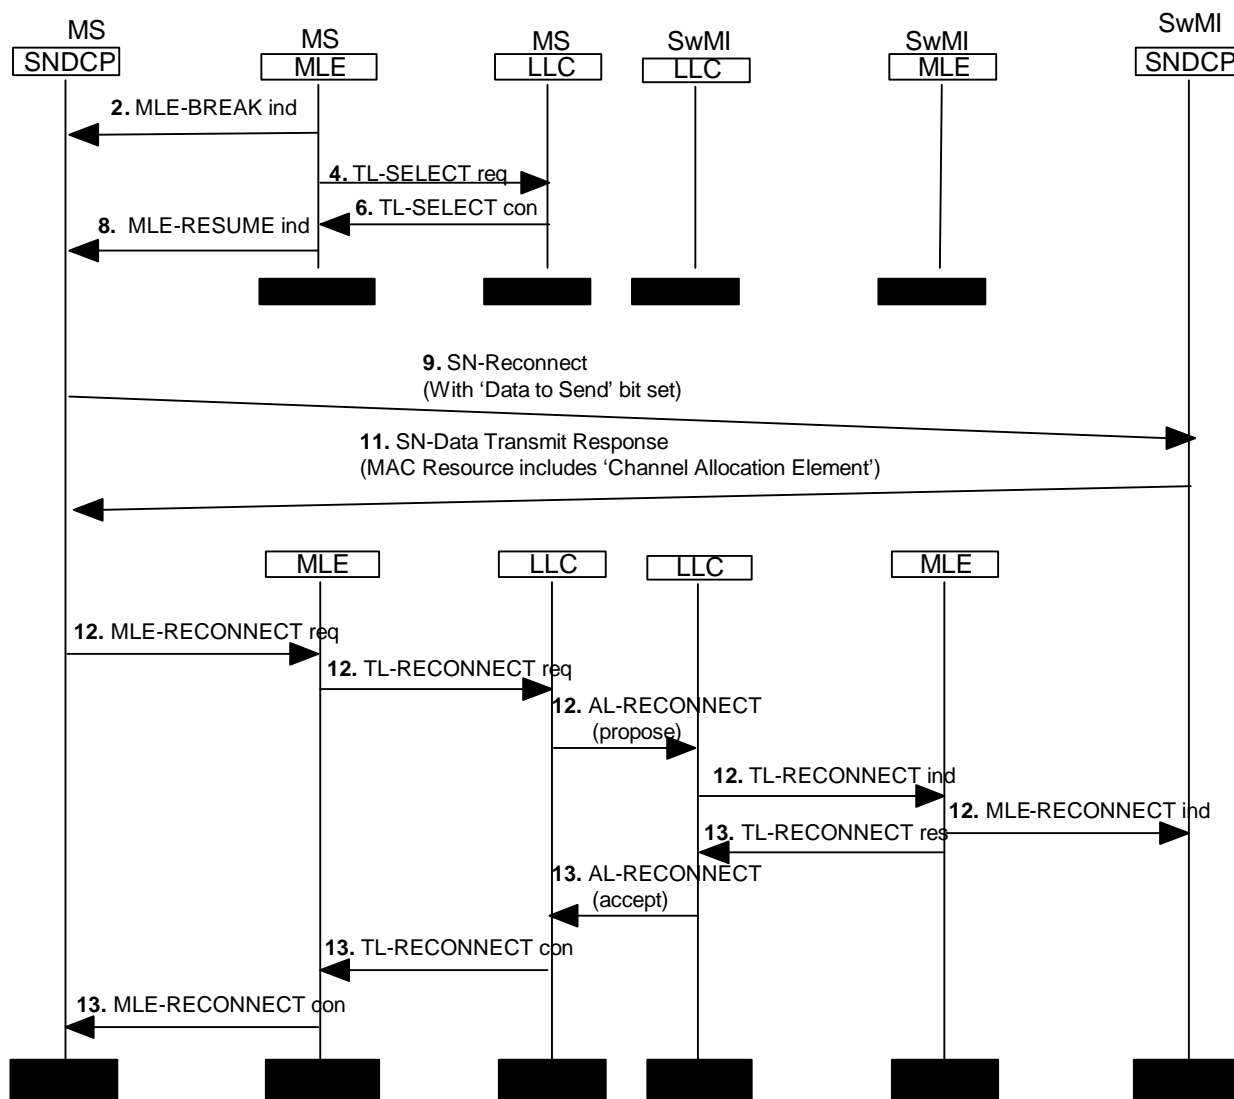 MS
MS
MS
SwMI
SwMI
SwMI
SNDCP
MLE
LLC
LLC
MLE
SNDCP
2. MLE-BREAK ind
4. TL-SELECT req
6. TL-SELECT con
8. MLE-RESUME ind
9. SN-Reconnect
(With ‘Data to Send’ bit set)
11. SN-Data Transmit Response
(MAC Resource includes ‘Channel Allocation Element’)
MLE
LLC
LLC
MLE
12. MLE-RECONNECT req
12. TL-RECONNECT req
12. AL-RECONNECT
(propose)
12. TL-RECONNECT ind
12. MLE-RECONNECT ind
13. TL-RECONNECT res
13. AL-RECONNECT
(accept)
13. TL-RECONNECT con
13. MLE-RECONNECT con